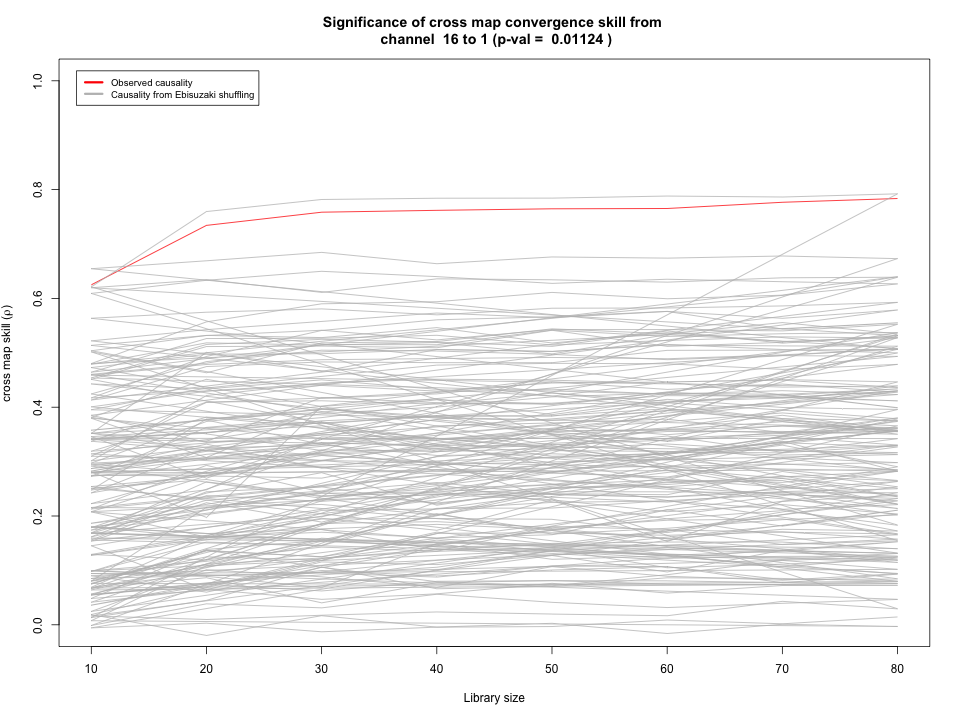 Significance of cross map convergence skill from
channel  16 to 1 (p-val =  0.01124 )
Observed causality
Causality from Ebisuzaki shuffling
cross map skill (ρ)
1.0
0.8
0.6
0.4
0.2
0.0
10 20 30 40 50 60 70 80
Library size